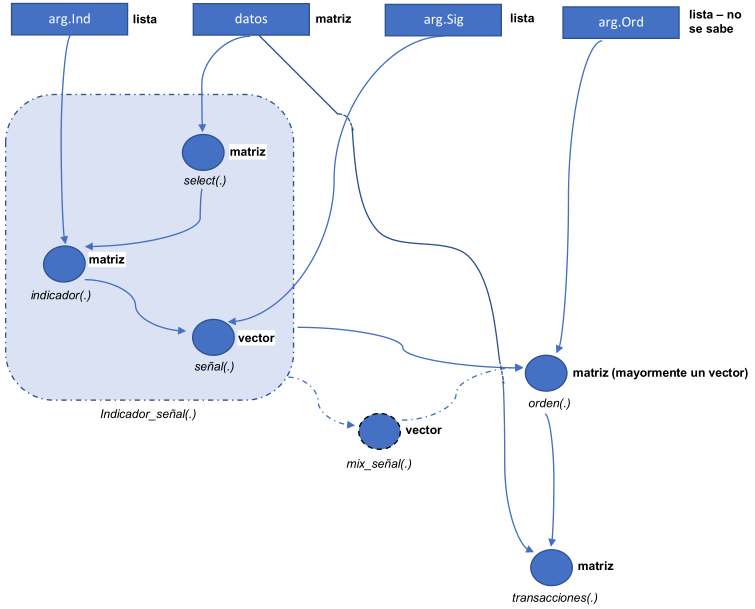 arg.Ind
lista
datos
matriz
arg.Sig
lista
arg.Ord
lista – no
se sabe
matriz
select(.)
matriz
indicador(.)
vector
señal(.)
Indicador_señal(.)
matriz (mayormente un vector)
orden(.)
vector
mix_señal(.)
matriz
transacciones(.)